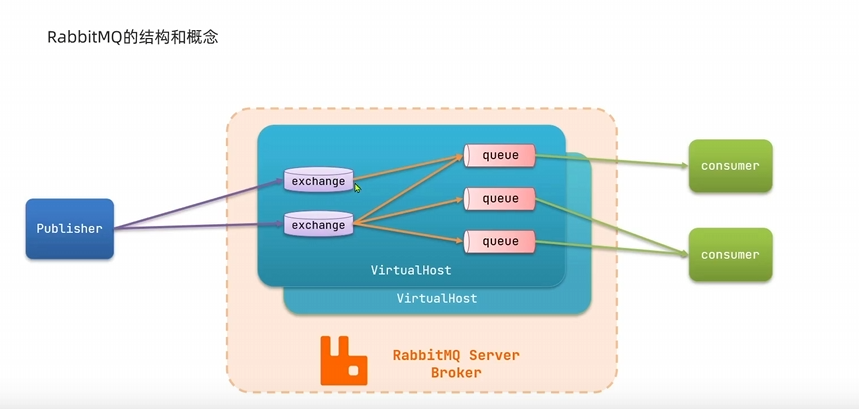 RabbitMQ的结构和概念
queue
consumer
exchange
queue
exchange
Publisher
queue
consumer
VirtualHost
VirtualHost
RabbitMQ Server
Broker